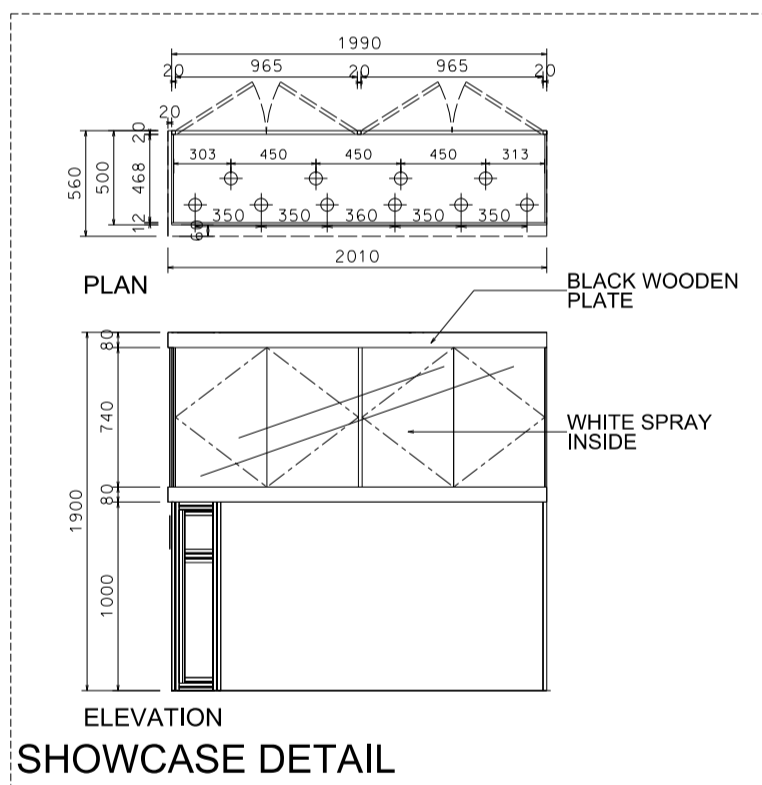 1990
20 965 20 965 20
20
20
303 450 450 450 313
560
500
468
12
350 350 360 350 350
60
2010
PLAN
BLACK WOODEN
PLATE
80
740
WHITE SPRAY
INSIDE
80
1900
1000
ELEVATION
SHOWCASE DETAIL